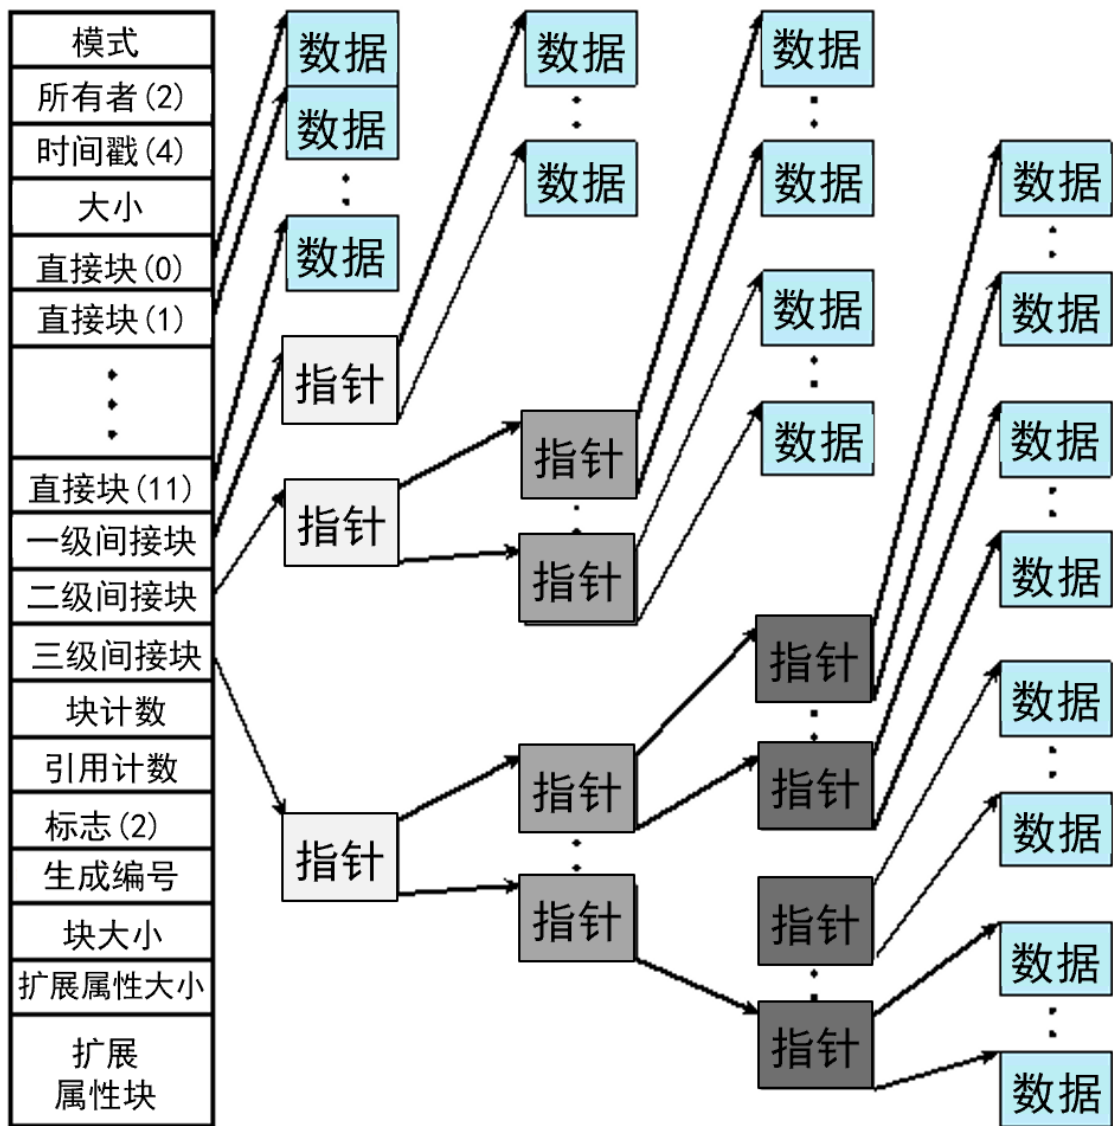 模式
所有者(2)
时间戳(4)
大小
直接块(0)
直接块(1)
直接块(11)
一级间接块
二级间接块
三级间接块
块计数
引用计数
标志(2)
生成编号
块大小
扩展属性大小
扩展
属性块
数据
数据
数据
指针
指针
指针
数据
数据
指针
指针
指针
指针
数据
数据
数据
数据
指针
指针
指针
指针
数据
数据
数据
数据
数据
数据
数据
数据